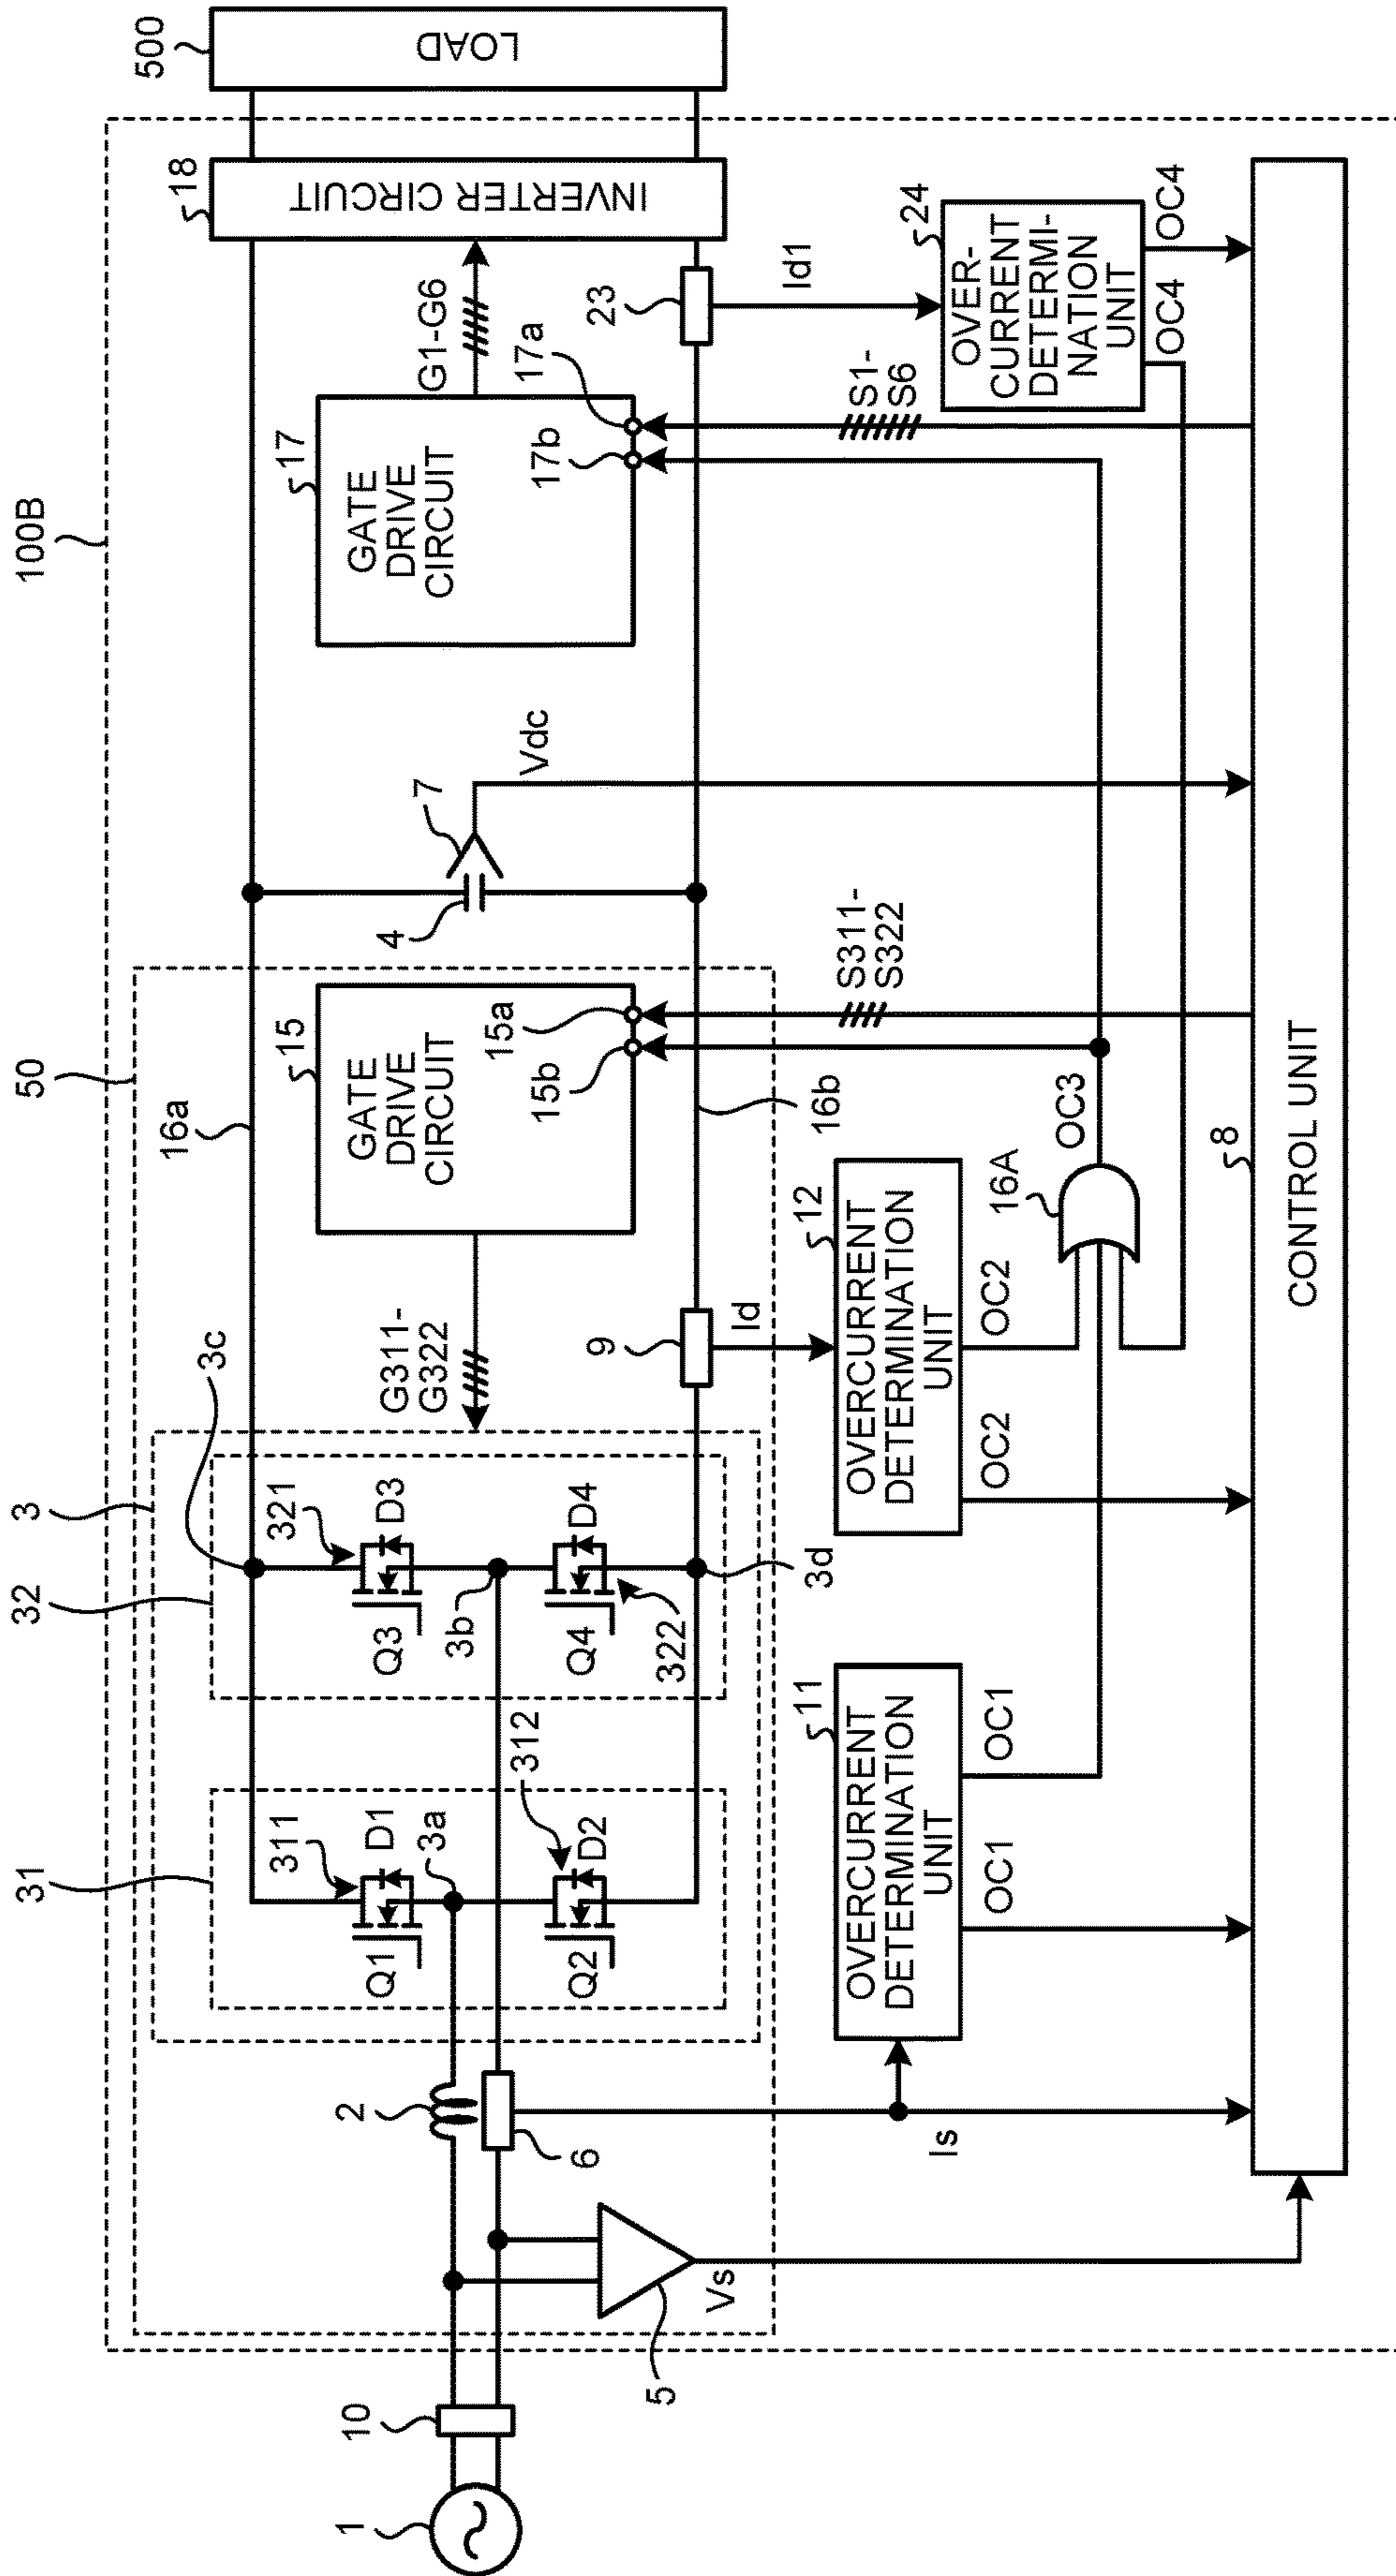 100B
50
3
32
31
3c
16a
500
LOAD
18
INVERTER CIRCUIT
17
GATE
DRIVE
CIRCUIT
G1-G6
17a
17b
23
Id1
24
OVER-
CURRENT
DETERMI-
NATION
UNIT
OC4
OC4
S1-
S6
7
4
Vdc
15
GATE
DRIVE
CIRCUIT
15a
15b
16b
S311-
S322
G311-
G322
9
Id
12
OVERCURRENT
DETERMINATION
UNIT
OC2
OC2
16A
OC3
321
D3
Q3
3b
D4
Q4
322
3d
311
D1
Q1
3a
312
D2
Q2
11
OVERCURRENT
DETERMINATION
UNIT
OC1
OC1
2
6
Is
5
Vs
10
1
8
CONTROL UNIT